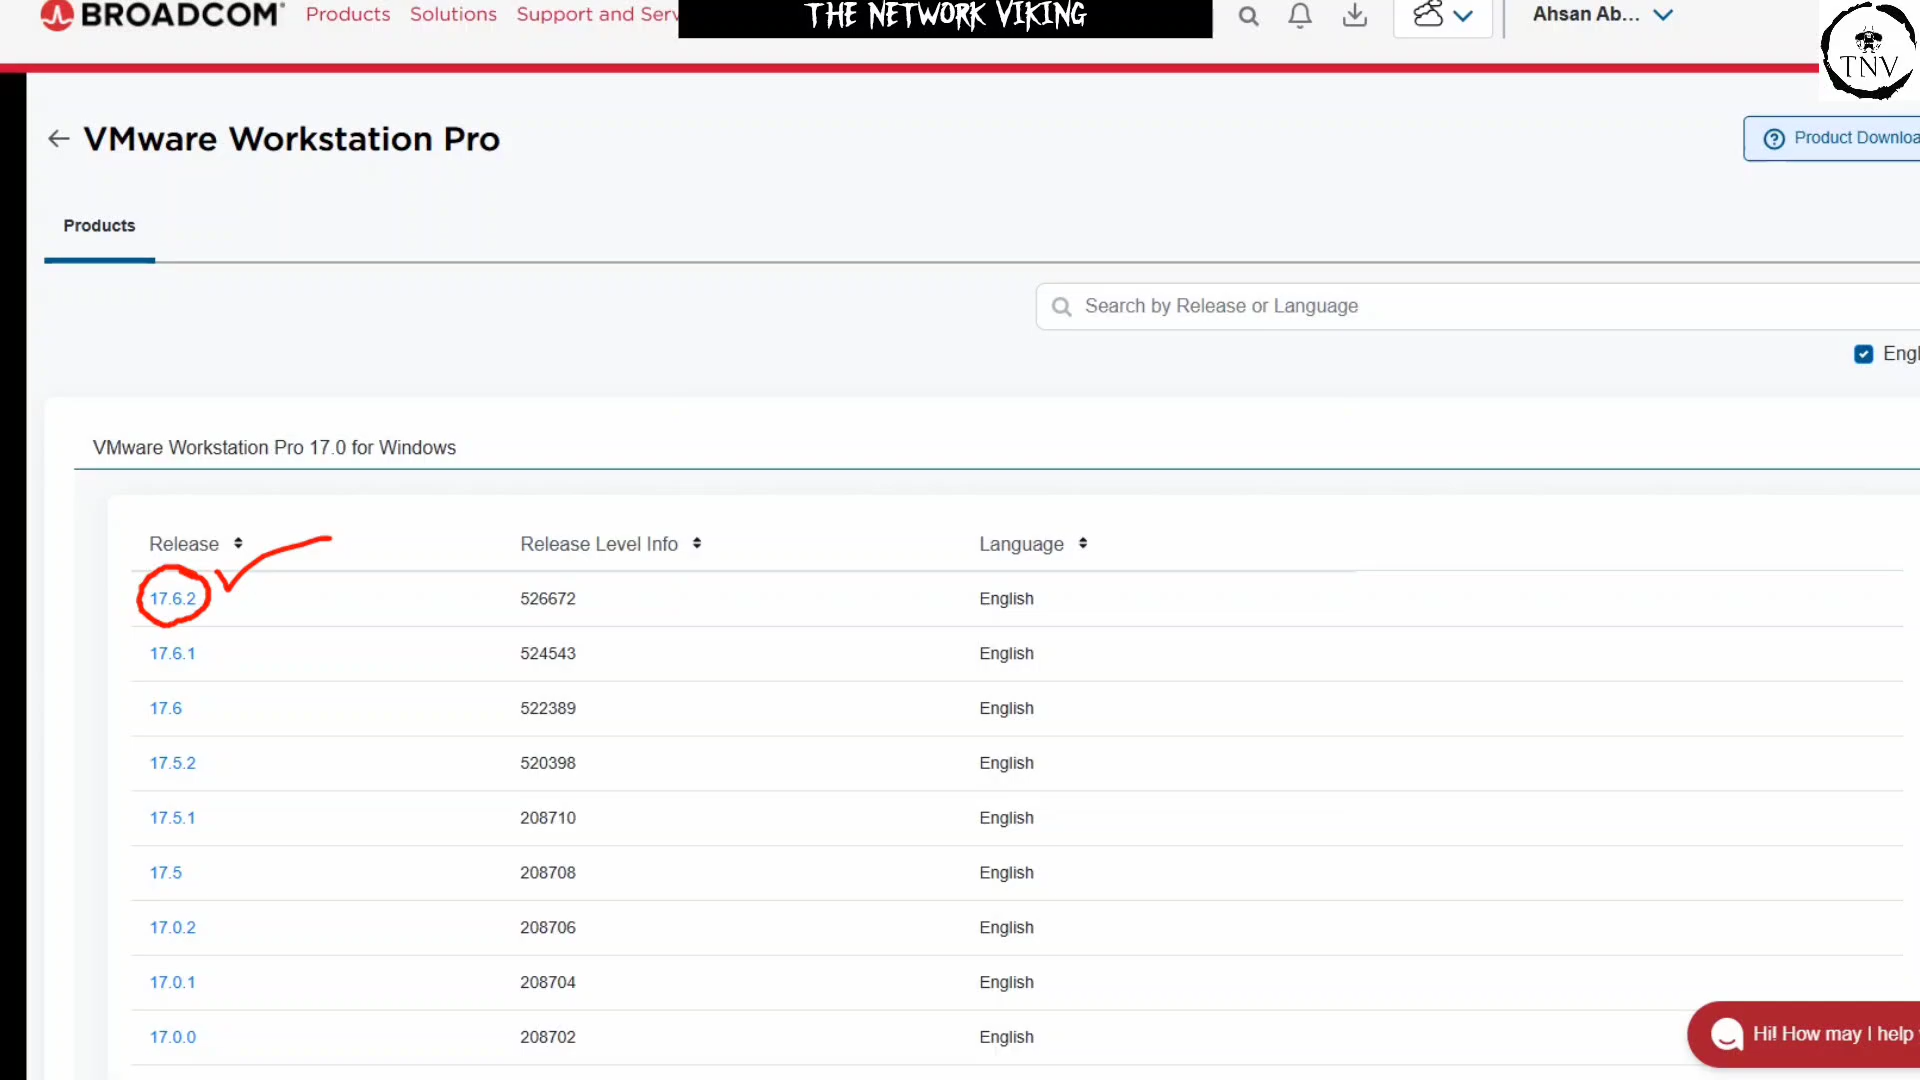 BROADCOM Products Solutions Support and Serv THE NETWORK VIKING Ahsan Ab...
TNV
VMware Workstation Pro
Product Downloa
Products
Search by Release or Language
Engl
VMware Workstation Pro 17.0 for Windows
Release Release Level Info Language
17.6.2 526672 English
17.6.1 524543 English
17.6 522389 English
17.5.2 520398 English
17.5.1 208710 English
17.5 208708 English
17.0.2 208706 English
17.0.1 208704 English
17.0.0 208702 English
Hi! How may I help